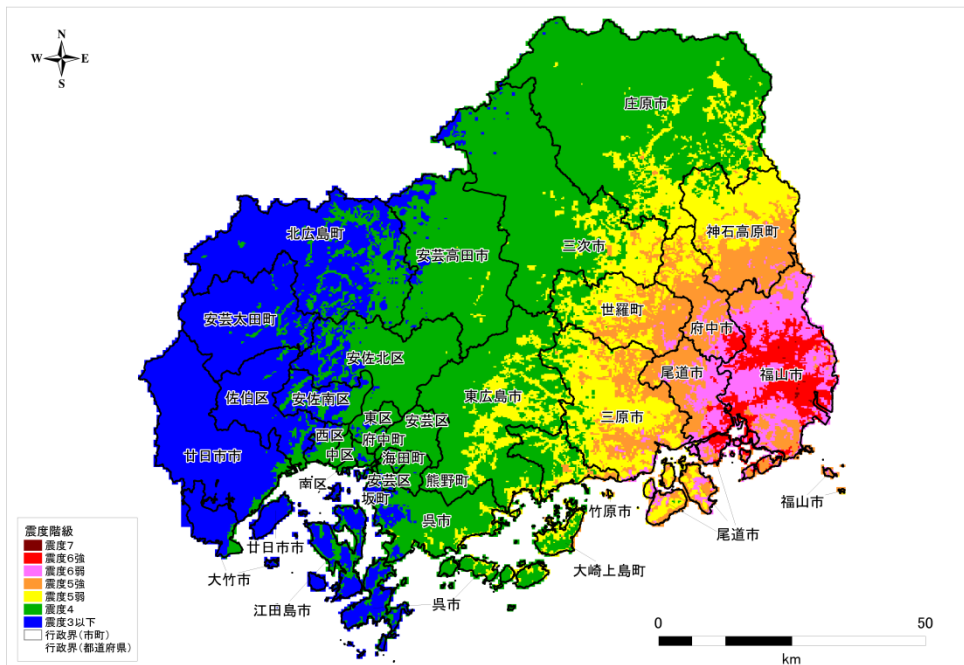 N
W E
S
庄原市
神石高原町
北広島町
安芸高田市
三次市
世羅町
府中市
安芸太田町
安佐北区
尾道市
福山市
佐伯区
安佐南区
東広島市
三原市
東区
安芸区
西区
府中町
廿日市市
中区
海田町
南区
安芸区
熊野町
坂町
竹原市
福山市
呉市
尾道市
廿日市市
大竹市
大崎上島町
江田島市
呉市
震度階級
震度7
震度6強
震度6弱
震度5強
震度5弱
震度4
震度3以下
行政界(市町)
行政界(都道府県)
0 25 50
km